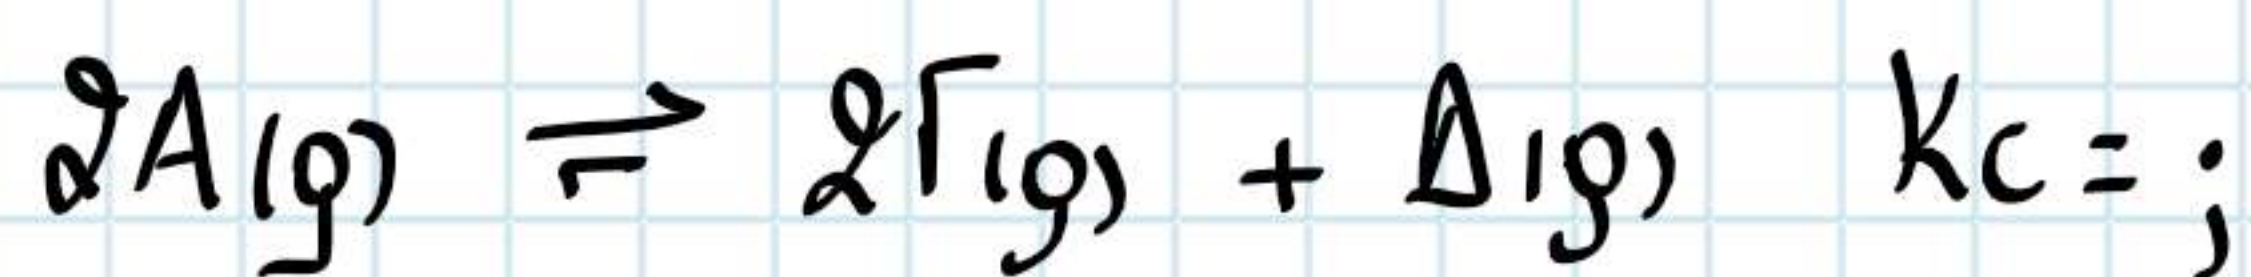 2A(g) ⇌ 2Γ(g) + Δ(g) Kc = ;